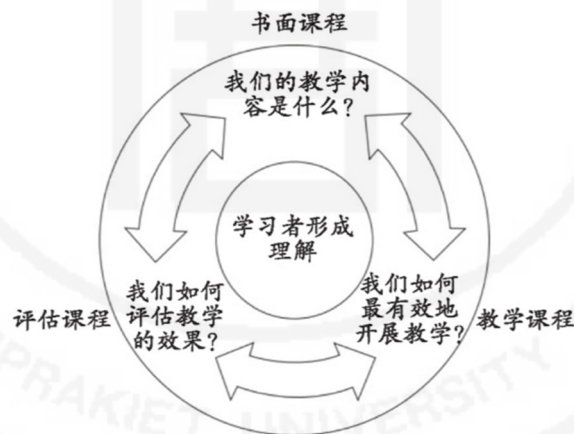 书面课程
我们的教学内
容是什么？
学习者形成
理解
我们如何
评估教学
的效果？
评估课程
我们如何
最有效地
开展教学？
教学课程
PRAKIET UNIVERSITY